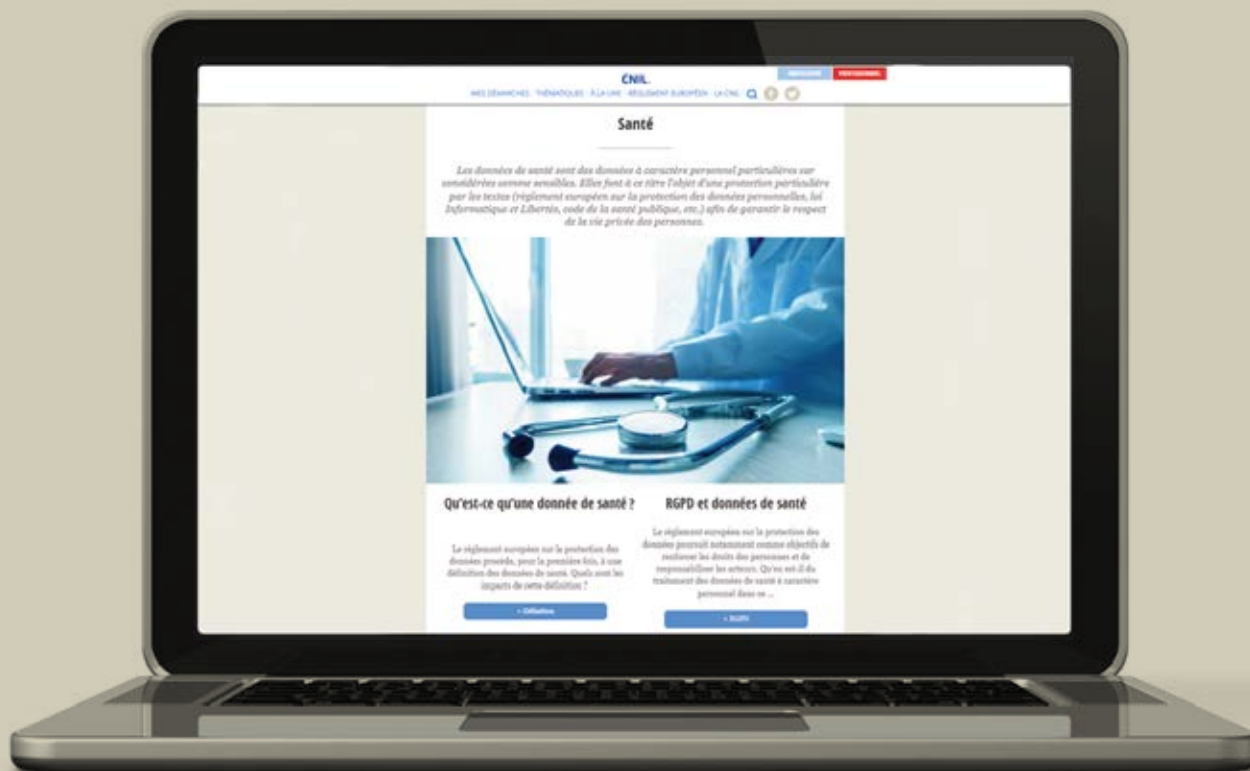 CNIL.
PROFESSIONNEL
MES DÉMARCHES THÉMATIQUES À LA UNE RÈGLEMENT EUROPÉEN LA CNIL
Santé
Les données de santé sont des données à caractère personnel particulières car
considérées comme sensibles. Elles font à ce titre l'objet d'une protection particulière
par les textes (règlement européen sur la protection des données personnelles, loi
Informatique et Libertés, code de la santé publique, etc.) afin de garantir le respect
de la vie privée des personnes.
Qu'est-ce qu'une donnée de santé ?
Le règlement européen sur la protection des
données procède, pour la première fois, à une
définition des données de santé. Quels sont les
impacts de cette définition ?
+ Définition
RGPD et données de santé
Le règlement européen sur la protection des
données poursuit notamment comme objectifs de
renforcer les droits des personnes et de
responsabiliser les acteurs. Qu'en est-il du
traitement des données de santé à caractère
personnel dans ce ...
+ RGPD